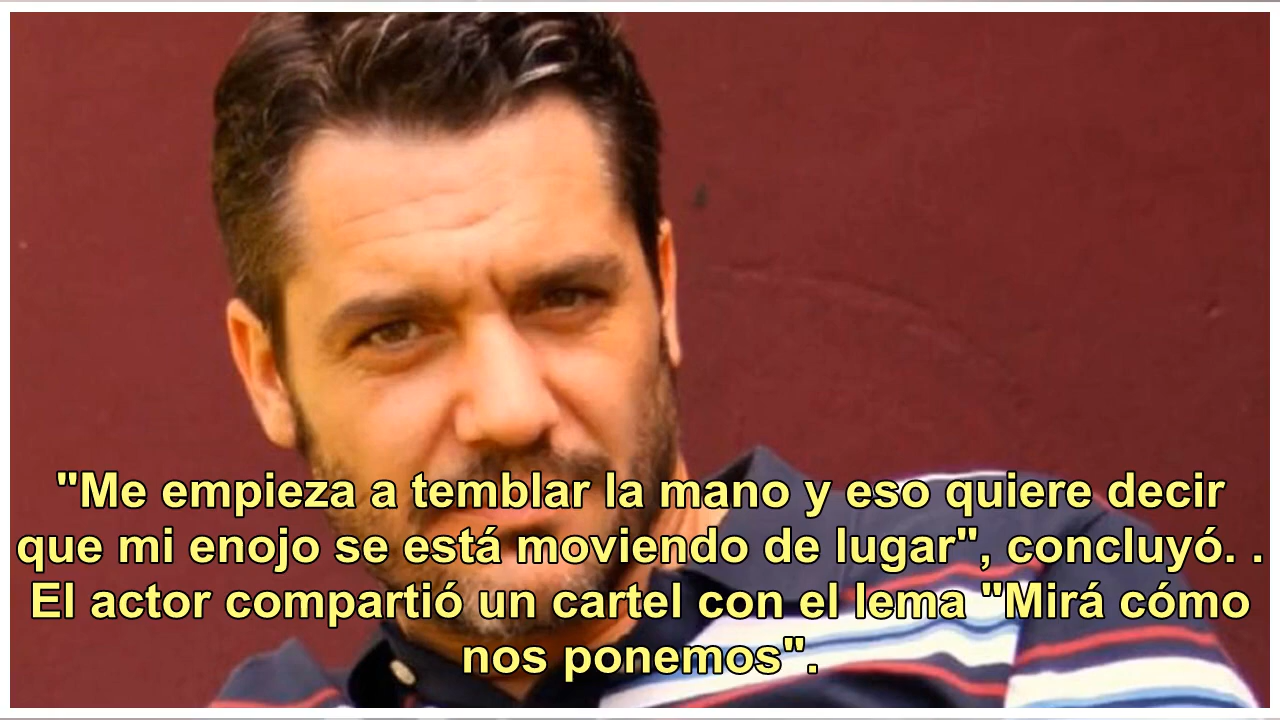 "Me empieza a temblar la mano y eso quiere decir
que mi enojo se está moviendo de lugar", concluyó. .
El actor compartió un cartel con el lema "Mirá cómo
nos ponemos".